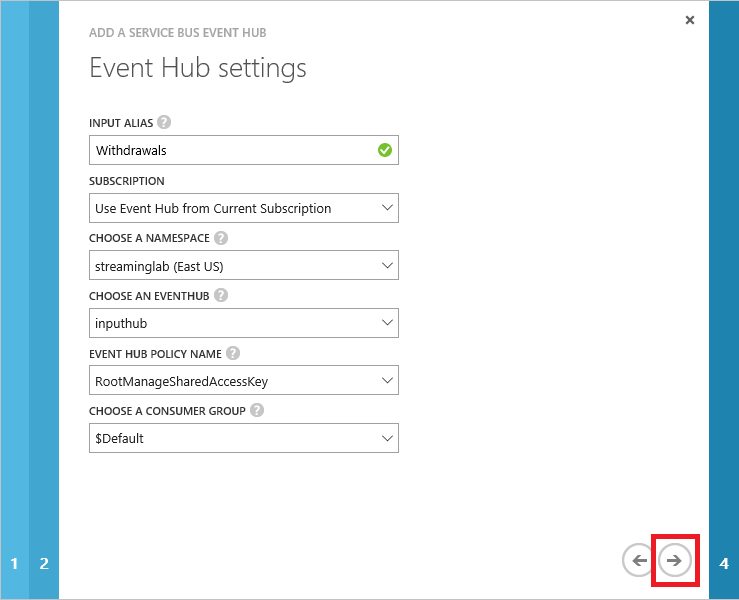 ADD A SERVICE BUS EVENT HUB
Event Hub settings
INPUT ALIAS ?
Withdrawals
SUBSCRIPTION
Use Event Hub from Current Subscription
CHOOSE A NAMESPACE ?
streaminglab (East US)
CHOOSE AN EVENTHUB ?
inputhub
EVENT HUB POLICY NAME ?
RootManageSharedAccessKey
CHOOSE A CONSUMER GROUP ?
$Default
1 2 4